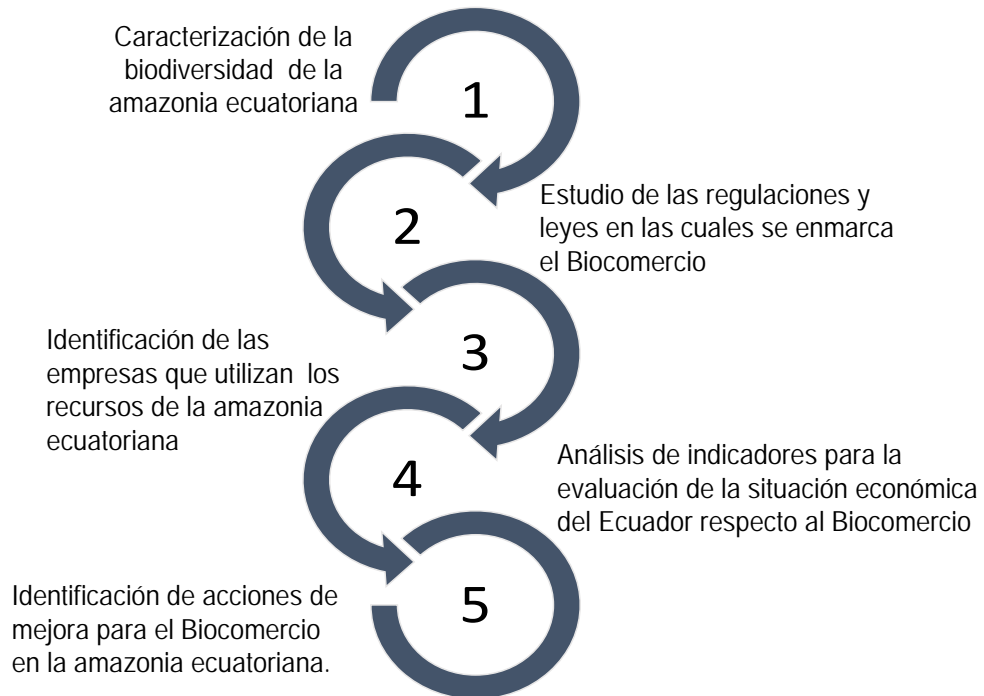 Caracterización de la
biodiversidad de la
amazonia ecuatoriana
1
2
Estudio de las regulaciones y
leyes en las cuales se enmarca
el Biocomercio
3
Identificación de las
empresas que utilizan los
recursos de la amazonia
ecuatoriana
4
Análisis de indicadores para la
evaluación de la situación económica
del Ecuador respecto al Biocomercio
5
Identificación de acciones de
mejora para el Biocomercio
en la amazonia ecuatoriana.